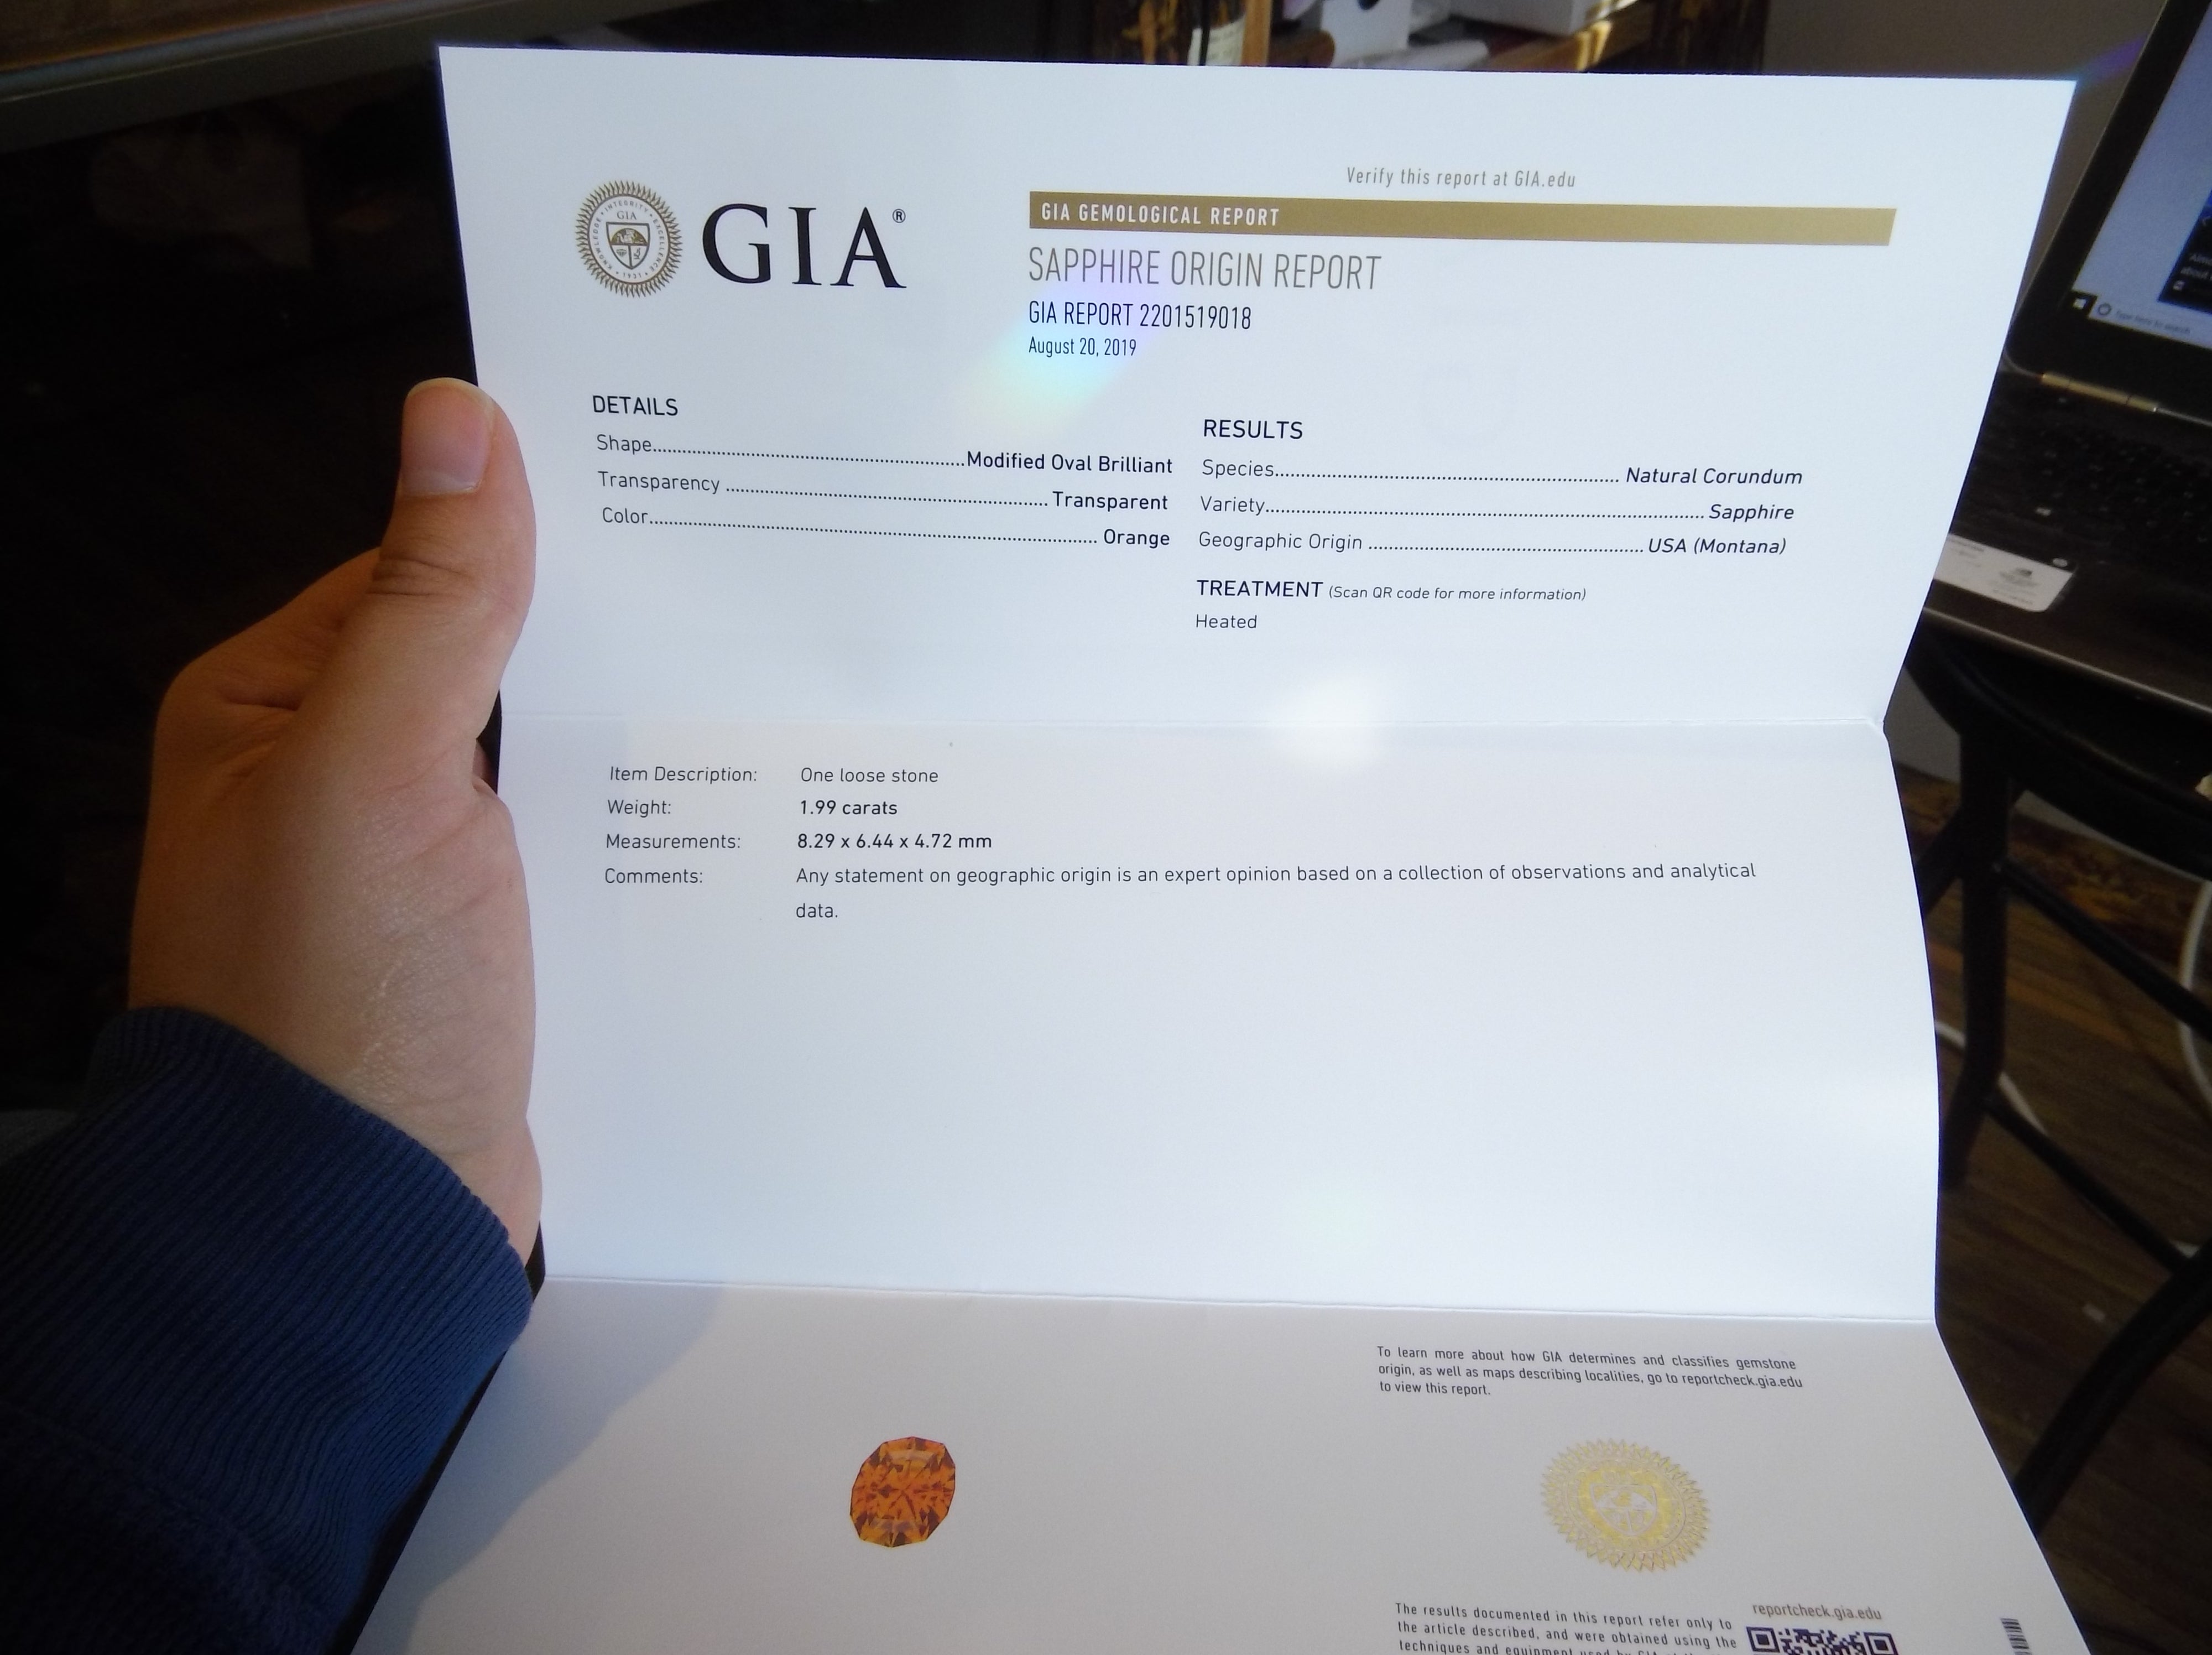 Verify this report at GIA.edu
GIA®
GIA GEMOLOGICAL REPORT
SAPPHIRE ORIGIN REPORT
GIA REPORT 2201519018
August 20, 2019
DETAILS
Shape Modified Oval Brilliant
Transparency Transparent
Color Orange
RESULTS
Species Natural Corundum
Variety Sapphire
Geographic Origin USA (Montana)
TREATMENT (Scan QR code for more information)
Heated
Item Description: One loose stone
Weight: 1.99 carats
Measurements: 8.29 x 6.44 x 4.72 mm
Comments: Any statement on geographic origin is an expert opinion based on a collection of observations and analytical
data.
To learn more about how GIA determines and classifies gemstone
origin, as well as maps describing localities, go to reportcheck.gia.edu
to view this report.
The results documented in this report refer only to
the article described, and were obtained using the
techniques and equipment used by GIA
reportcheck.gia.edu